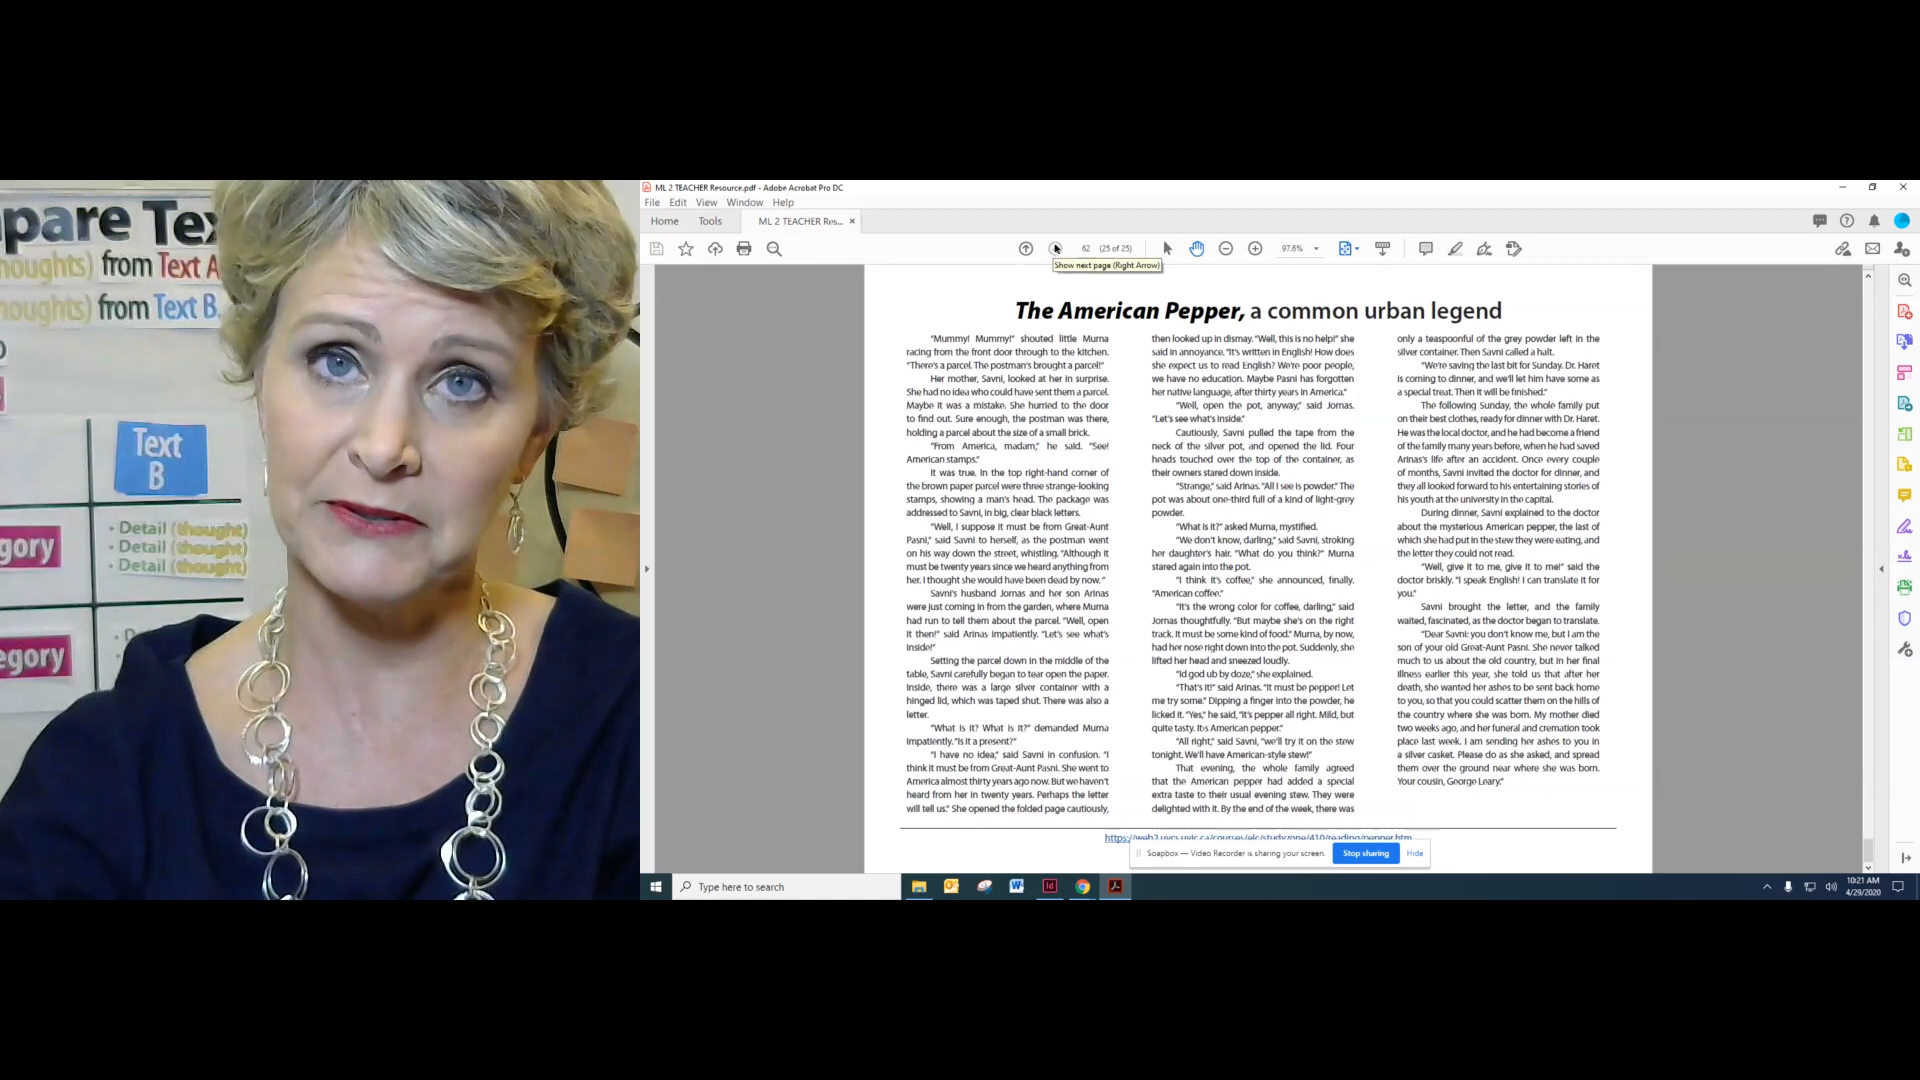 pare Tex
houghts) from Text A
noughts) from Text B.
Text
B
gory
• Detail (thought)
• Detail (thought)
• Detail (thought)
egory
ML 2 TEACHER Resource.pdf - Adobe Acrobat Pro DC
File Edit View Window Help
Home Tools ML 2 TEACHER Res... ×
62 (25 of 25) 97.6%
Show next page (Right Arrow)
The American Pepper, a common urban legend
"Mummy! Mummy!" shouted little Murna
racing from the front door through to the kitchen.
"There's a parcel. The postman's brought a parcel!"
Her mother, Savni, looked at her in surprise.
She had no idea who could have sent them a parcel.
Maybe it was a mistake. She hurried to the door
to find out. Sure enough, the postman was there,
holding a parcel about the size of a small brick.
"From America, madam," he said. "See!
American stamps."
It was true. In the top right-hand corner of
the brown paper parcel were three strange-looking
stamps, showing a man's head. The package was
addressed to Savni, in big, clear black letters.
"Well, I suppose it must be from Great-Aunt
Pasni," said Savni to herself, as the postman went
on his way down the street, whistling. "Although it
must be twenty years since we heard anything from
her. I thought she would have been dead by now."
Savni's husband Jornas and her son Arinas
were just coming in from the garden, where Murna
had run to tell them about the parcel. "Well, open
it then!" said Arinas impatiently. "Let's see what's
inside!"
Setting the parcel down in the middle of the
table, Savni carefully began to tear open the paper.
Inside, there was a large silver container with a
hinged lid, which was taped shut. There was also a
letter.
"What is it? What is it?" demanded Murna
impatiently. "Is it a present?"
"I have no idea," said Savni in confusion. "I
think it must be from Great-Aunt Pasni. She went to
America almost thirty years ago now. But we haven't
heard from her in twenty years. Perhaps the letter
will tell us." She opened the folded page cautiously,
then looked up in dismay. "Well, this is no help!" she
said in annoyance. "It's written in English! How does
she expect us to read English? We're poor people,
we have no education. Maybe Pasni has forgotten
her native language, after thirty years in America."
"Well, open the pot, anyway," said Jornas.
"Let's see what's inside."
Cautiously, Savni pulled the tape from the
neck of the silver pot, and opened the lid. Four
heads touched over the top of the container, as
their owners stared down inside.
"Strange," said Arinas. "All I see is powder." The
pot was about one-third full of a kind of light-grey
powder.
"What is it?" asked Murna, mystified.
"We don't know, darling," said Savni, stroking
her daughter's hair. "What do you think?" Murna
stared again into the pot.
"I think it's coffee," she announced, finally.
"American coffee."
"It's the wrong color for coffee, darling," said
Jornas thoughtfully. "But maybe she's on the right
track. It must be some kind of food." Murna, by now,
had her nose right down into the pot. Suddenly, she
lifted her head and sneezed loudly.
"Id god ub by doze," she explained.
"That's it!" said Arinas. "It must be pepper! Let
me try some." Dipping a finger into the powder, he
licked it. "Yes," he said, "it's pepper all right. Mild, but
quite tasty. It's American pepper."
"All right," said Savni, "we'll try it on the stew
tonight. We'll have American-style stew!"
That evening, the whole family agreed
that the American pepper had added a special
extra taste to their usual evening stew. They were
delighted with it. By the end of the week, there was
only a teaspoonful of the grey powder left in the
silver container. Then Savni called a halt.
"We're saving the last bit for Sunday. Dr. Haret
is coming to dinner, and we'll let him have some as
a special treat. Then it will be finished."
The following Sunday, the whole family put
on their best clothes, ready for dinner with Dr. Haret.
He was the local doctor, and he had become a friend
of the family many years before, when he had saved
Arinas's life after an accident. Once every couple
of months, Savni invited the doctor for dinner, and
they all looked forward to his entertaining stories of
his youth at the university in the capital.
During dinner, Savni explained to the doctor
about the mysterious American pepper, the last of
which she had put in the stew they were eating, and
the letter they could not read.
"Well, give it to me, give it to me!" said the
doctor briskly. "I speak English! I can translate it for
you."
Savni brought the letter, and the family
waited, fascinated, as the doctor began to translate.
"Dear Savni: you don't know me, but I am the
son of your old Great-Aunt Pasni. She never talked
much to us about the old country, but in her final
illness earlier this year, she told us that after her
death, she wanted her ashes to be sent back home
to you, so that you could scatter them on the hills of
the country where she was born. My mother died
two weeks ago, and her funeral and cremation took
place last week. I am sending her ashes to you in
a silver casket. Please do as she asked, and spread
them over the ground near where she was born.
Your cousin, George Leary."
https://web2.uvcs.uvic.ca/courses/elc/studyzone/410/reading/pepper.htm
Soapbox — Video Recorder is sharing your screen. Stop sharing Hide
Type here to search
10:21 AM
4/29/2020